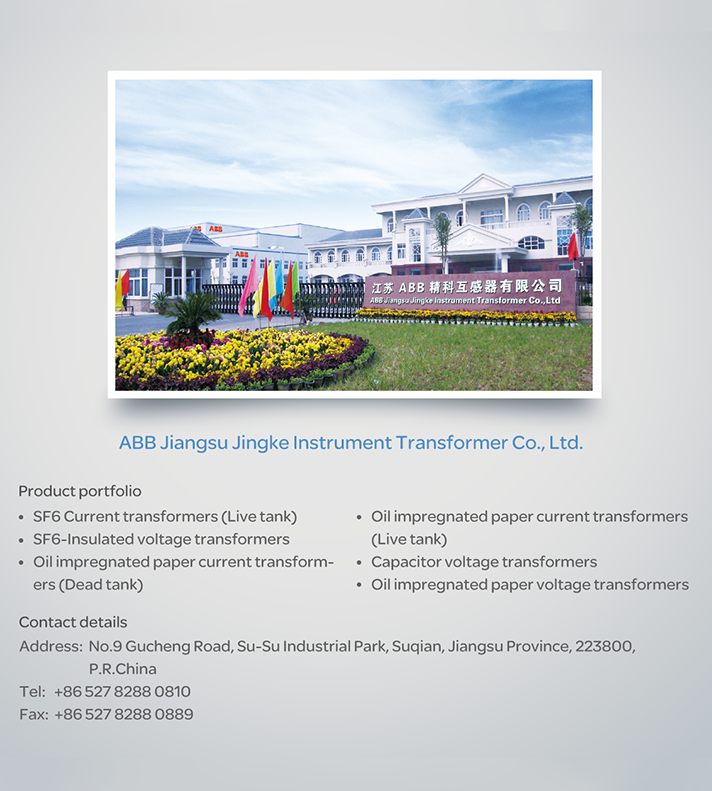 ABB
ABB
江苏 ABB 精科互感器有限公司
ABB Jiangsu Jingke Instrument Transformer Co.,Ltd
ABB Jiangsu Jingke Instrument Transformer Co., Ltd.
Product portfolio
• SF6 Current transformers (Live tank)
• SF6-Insulated voltage transformers
• Oil impregnated paper current transform-
ers (Dead tank)
• Oil impregnated paper current transformers
(Live tank)
• Capacitor voltage transformers
• Oil impregnated paper voltage transformers
Contact details
Address: No.9 Gucheng Road, Su-Su Industrial Park, Suqian, Jiangsu Province, 223800,
P.R.China
Tel: +86 527 8288 0810
Fax: +86 527 8288 0889